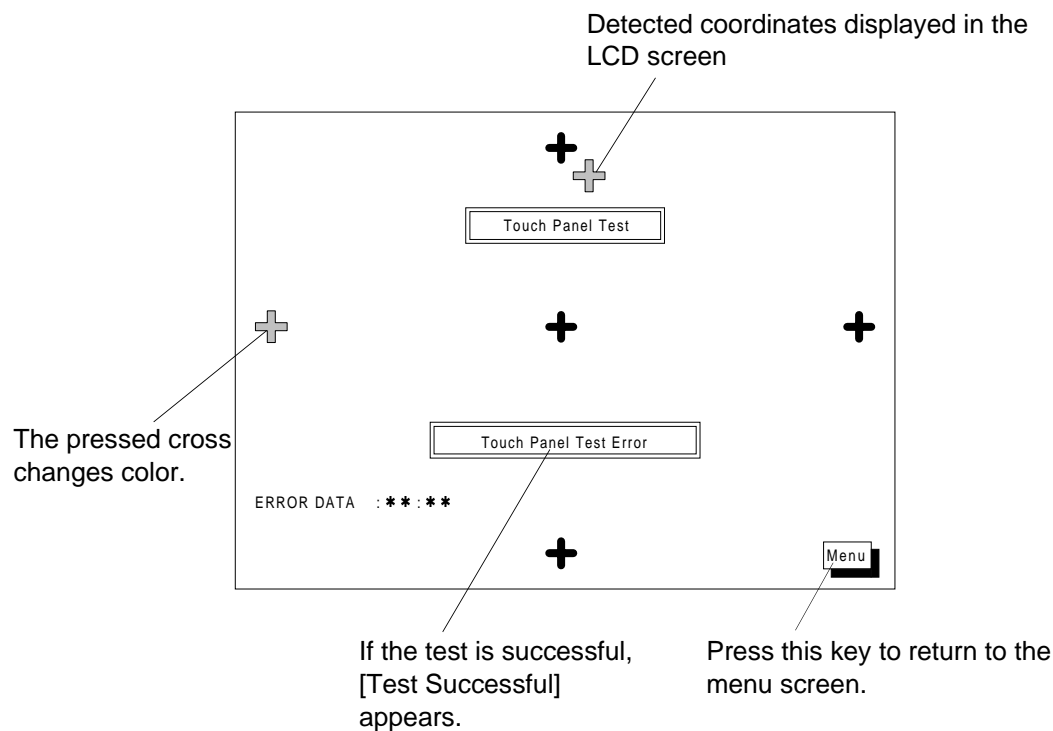 Detected coordinates displayed in the
LCD screen
Touch Panel Test
The pressed cross
changes color.
Touch Panel Test Error
ERROR DATA : ** : **
Menu
If the test is successful,
[Test Successful]
appears.
Press this key to return to the
menu screen.